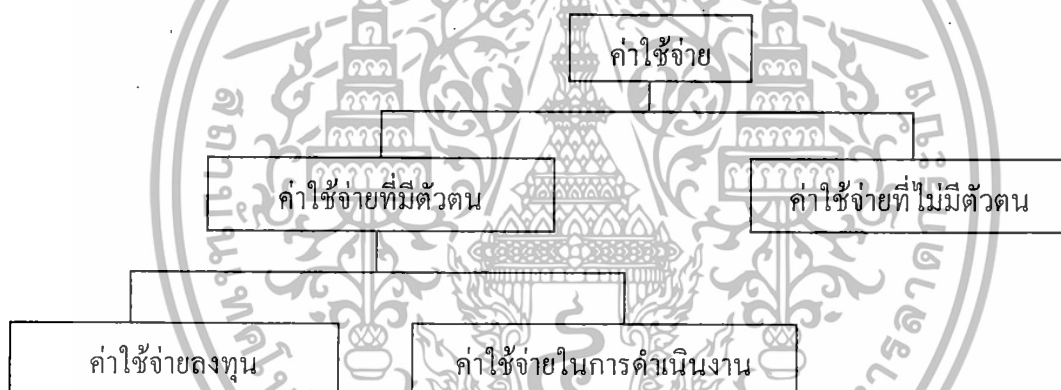 ค่าใช้จ่าย
ค่าใช้จ่ายที่มีตัวตน
ค่าใช้จ่ายที่ไม่มีตัวตน
ค่าใช้จ่ายลงทุน
ค่าใช้จ่ายในการดำเนินงาน